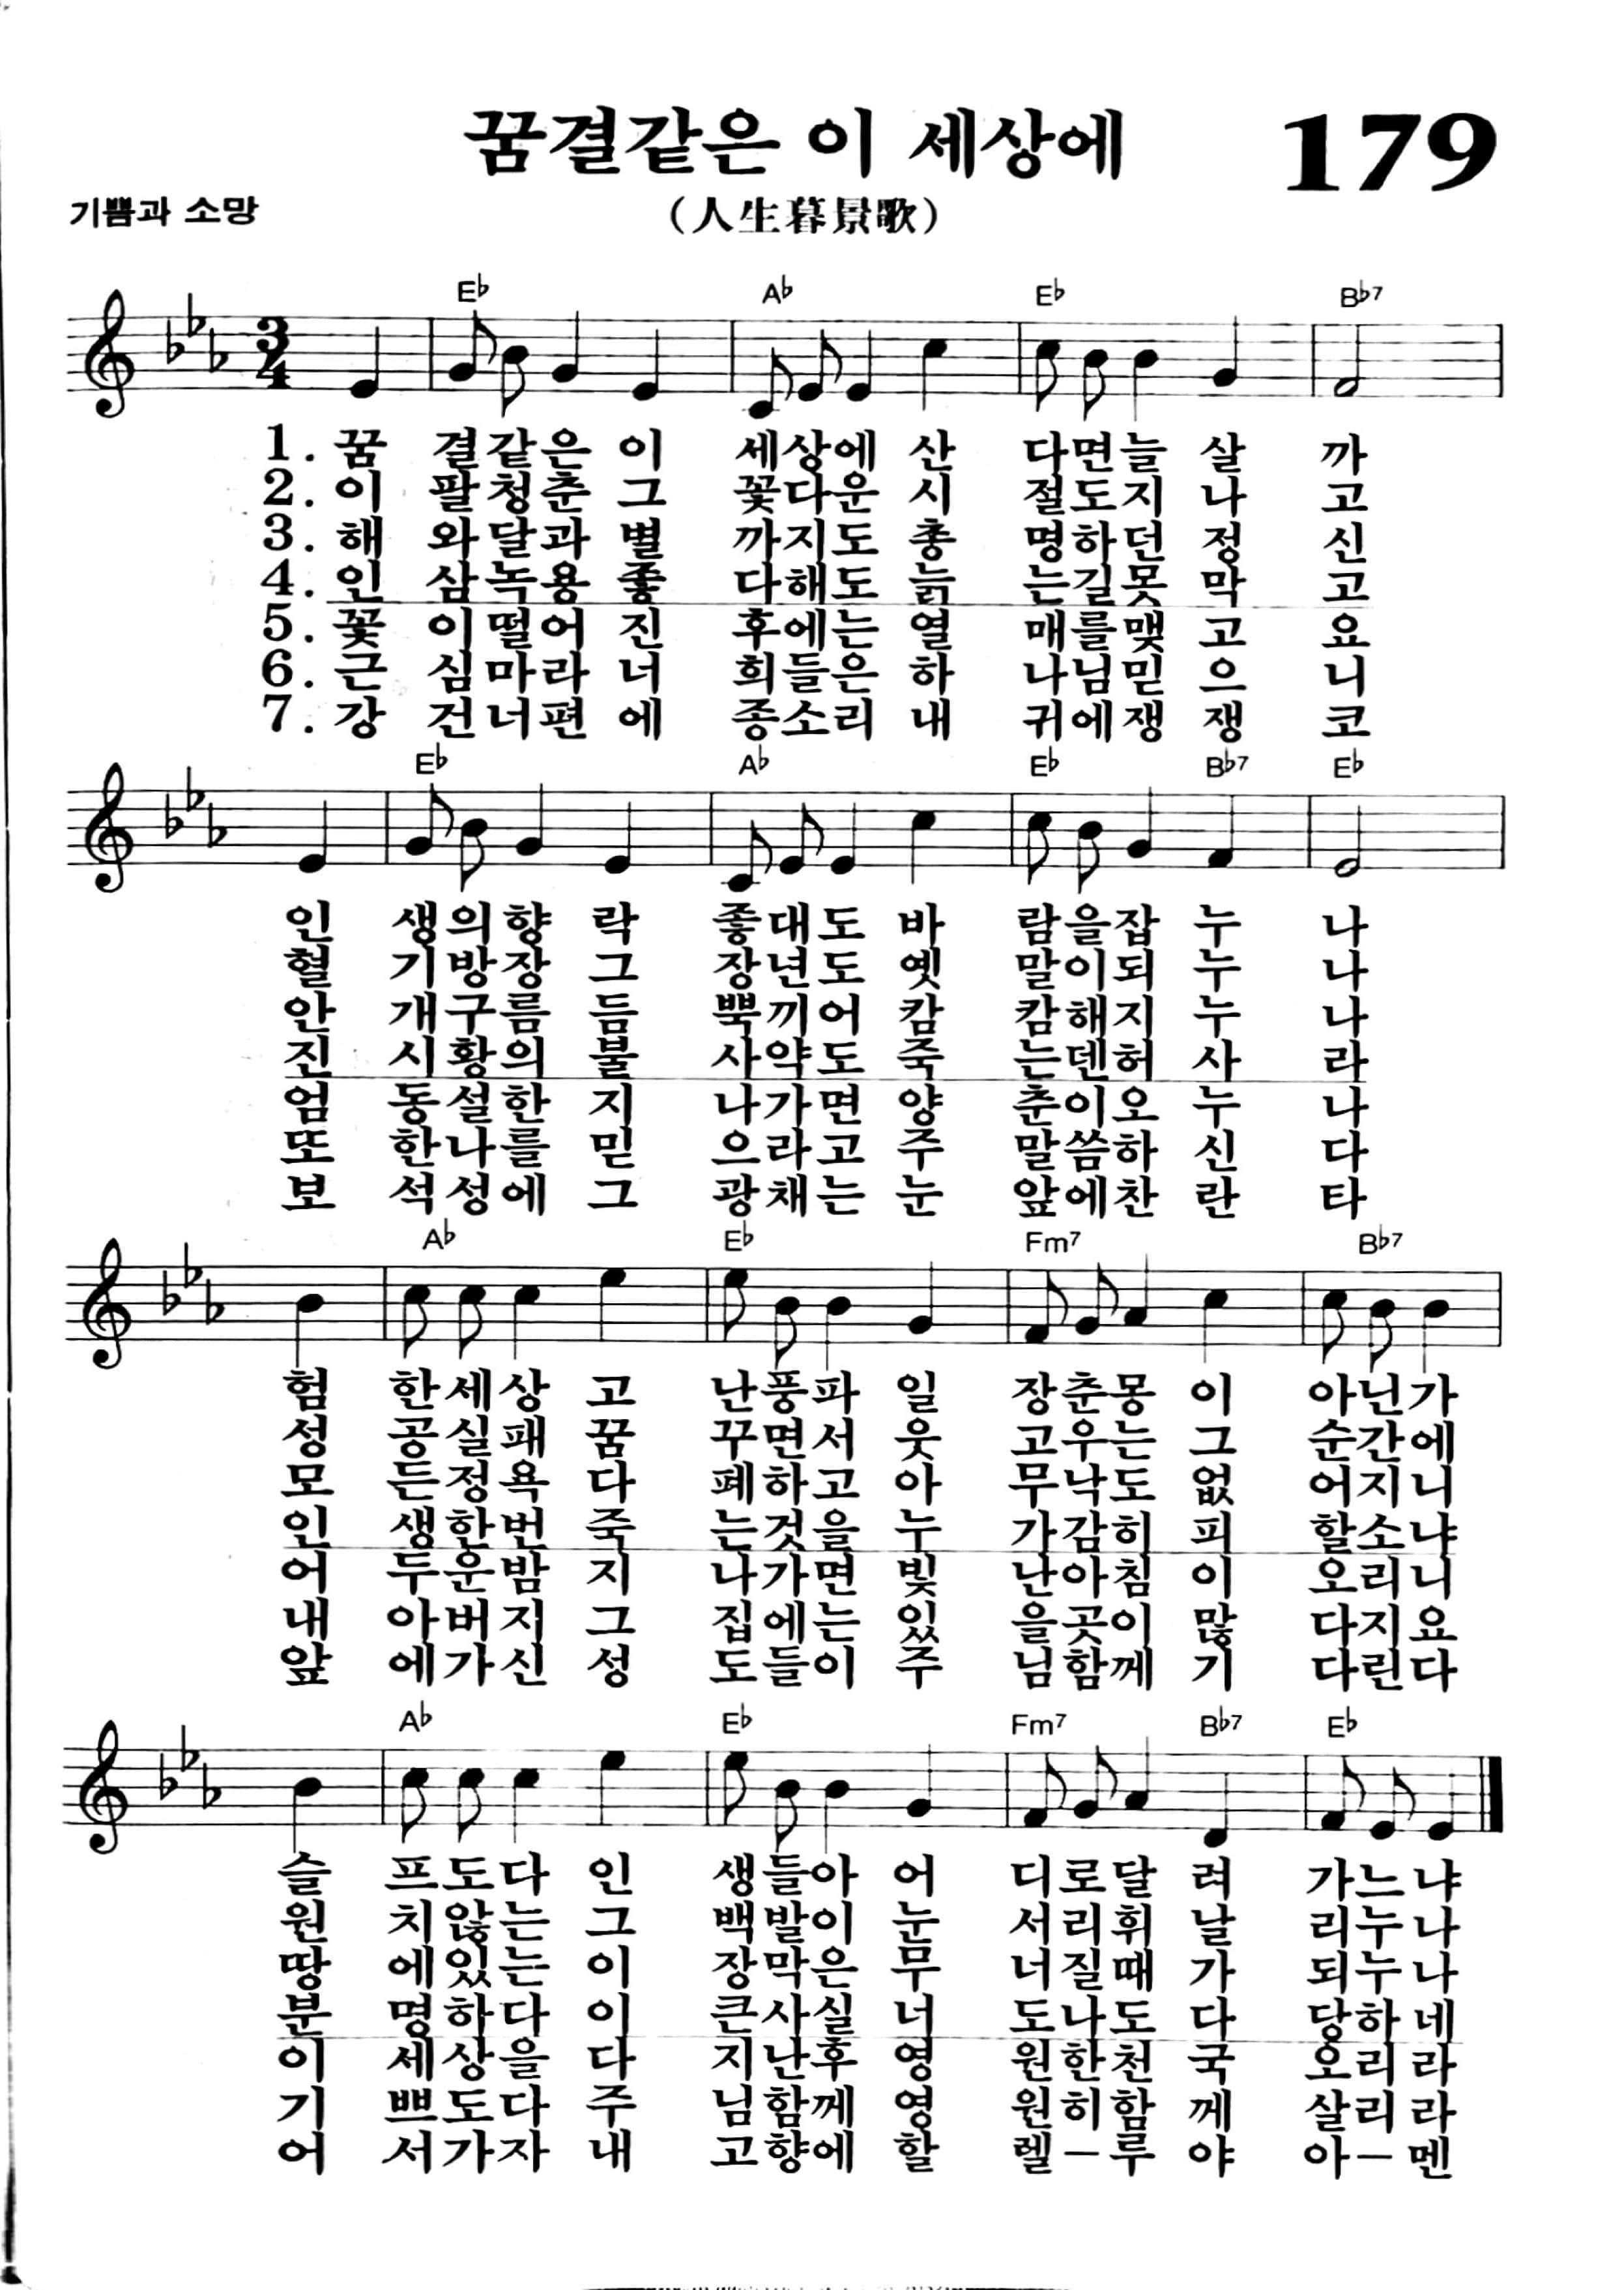 꿈결같은 이 세상에 179
기쁨과 소망 (人生暮景歌)
E♭ A♭ E♭ B♭7
3/4
1. 꿈 결같은 이 세상에 산 다면늘 살 까
2. 이 팔청춘 그 꽃다운 시 절도지 나 고
3. 해 와달과 별 까지도 총 명하던 정 신
4. 인 삼녹용 좋 다해도 늙 는길못 막 고
5. 꽃 이떨어 진 후에는 열 매를맺 고 요
6. 근 심마라 너 희들은 하 나님믿 으 니
7. 강 건너편 에 종소리 내 귀에쟁 쟁 코
E♭ A♭ E♭ B♭7 E♭
인 생의향 락 좋대도 바 람을잡 누 나
혈 기방장 그 장년도 옛 말이되 누 나
안 개구름 듬 뿍끼어 캄 캄해지 누 나
진 시황의 불 사약도 죽 는덴허 사 라
엄 동설한 지 나가면 양 춘이오 누 나
또 한나를 믿 으라고 주 말씀하 신 다
보 석성에 그 광채는 눈 앞에찬 란 타
A♭ E♭ Fm7 B♭7
험 한세상 고 난풍파 일 장춘몽 이 아닌가
성 공실패 꿈 꾸면서 웃 고우는 그 순간에
모 든정욕 다 폐하고 아 무낙도 없 어지니
인 생한번 죽 는것을 누 가감히 피 할소냐
어 두운밤 지 나가면 빛 난아침 이 오리니
내 아버지 그 집에는 있 을곳이 많 다지요
앞 에가신 성 도들이 주 님함께 기 다린다
A♭ E♭ Fm7 B♭7 E♭
슬 프도다 인 생들아 어 디로달 려 가느냐
원 치않는 그 백발이 눈 서리휘 날 리누나
땅 에있는 이 장막은 무 너질때 가 되누나
분 명하다 이 큰사실 너 도나도 다 당하네
이 세상을 다 지난후 영 원한천 국 오리라
기 쁘도다 주 님함께 영 원히함 께 살리라
어 서가자 내 고향에 할 렐-루 야 아-멘